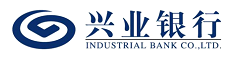 兴业银行
INDUSTRIAL BANK CO.,LTD.